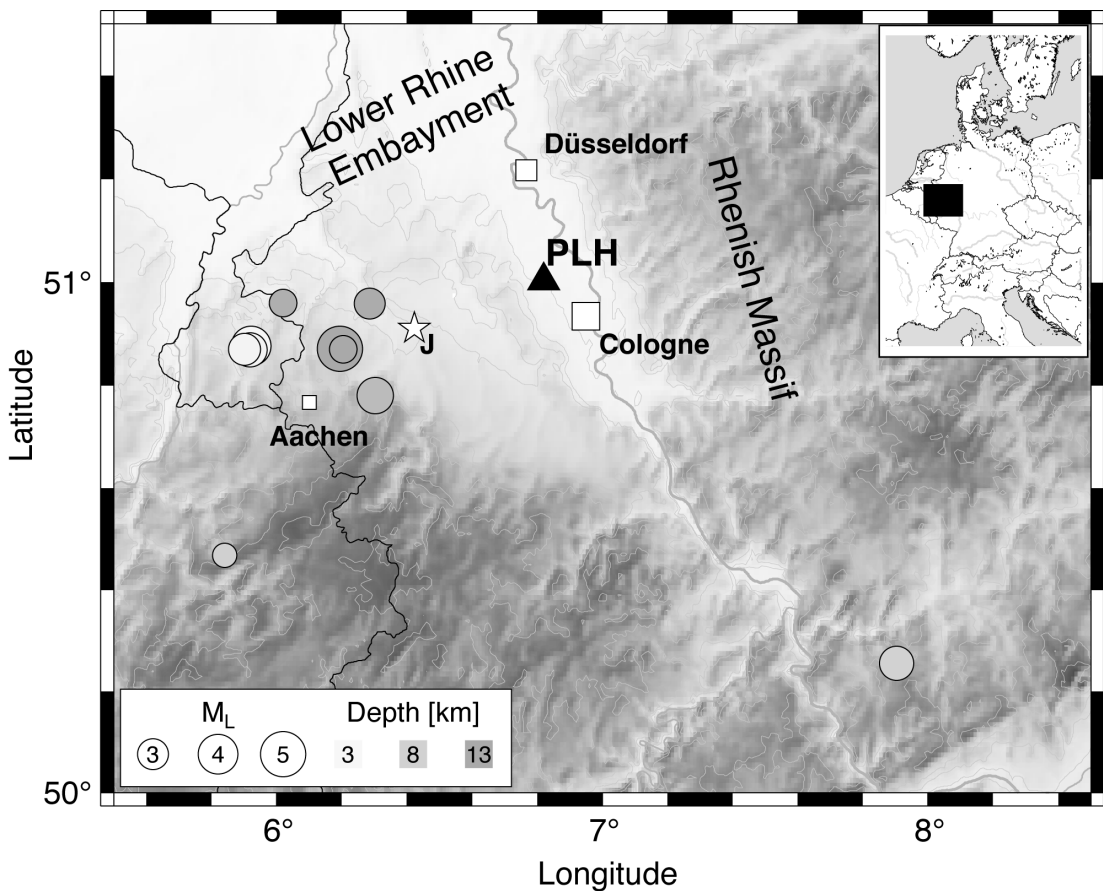 Lower Rhine
Embayment
Düsseldorf
Rhenish Massif
PLH
51°
J
Cologne
Aachen
Latitude
M_L Depth [km]
3 4 5 3 8 13
50°
6° 7° 8°
Longitude